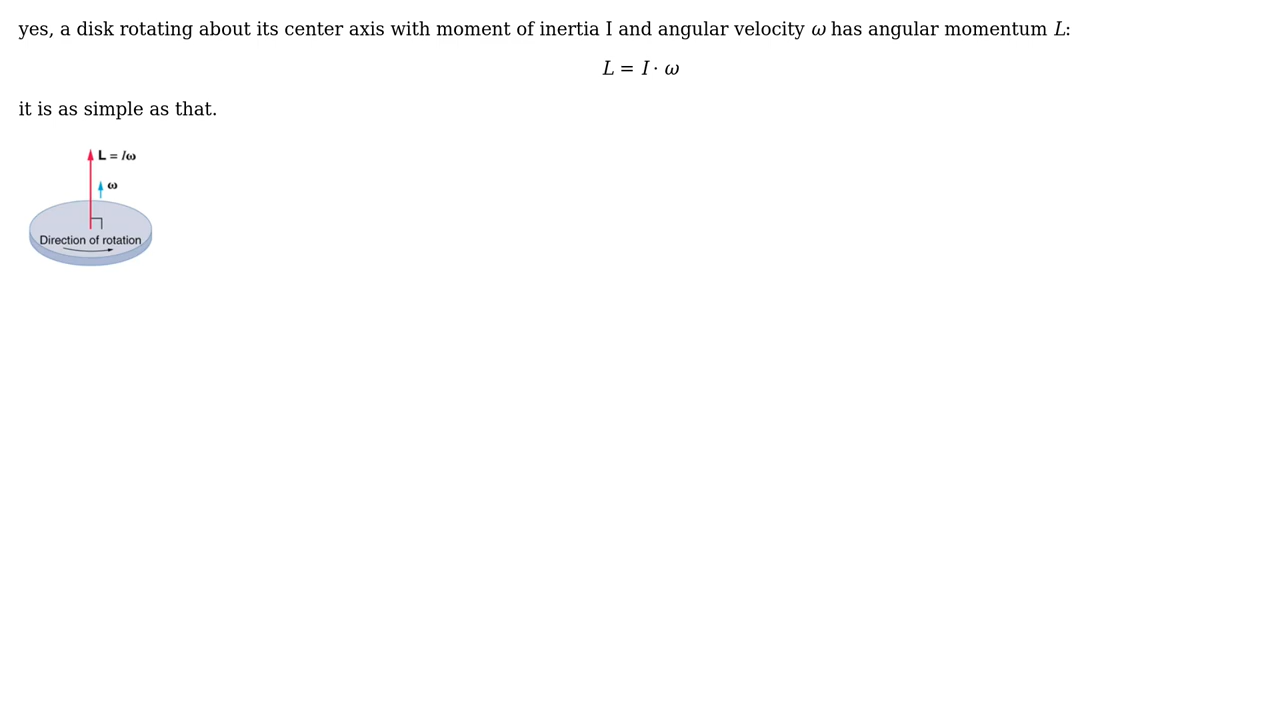 yes, a disk rotating about its center axis with moment of inertia I and angular velocity ω has angular momentum L:
L = I · ω
it is as simple as that.
L = Iω
ω
Direction of rotation